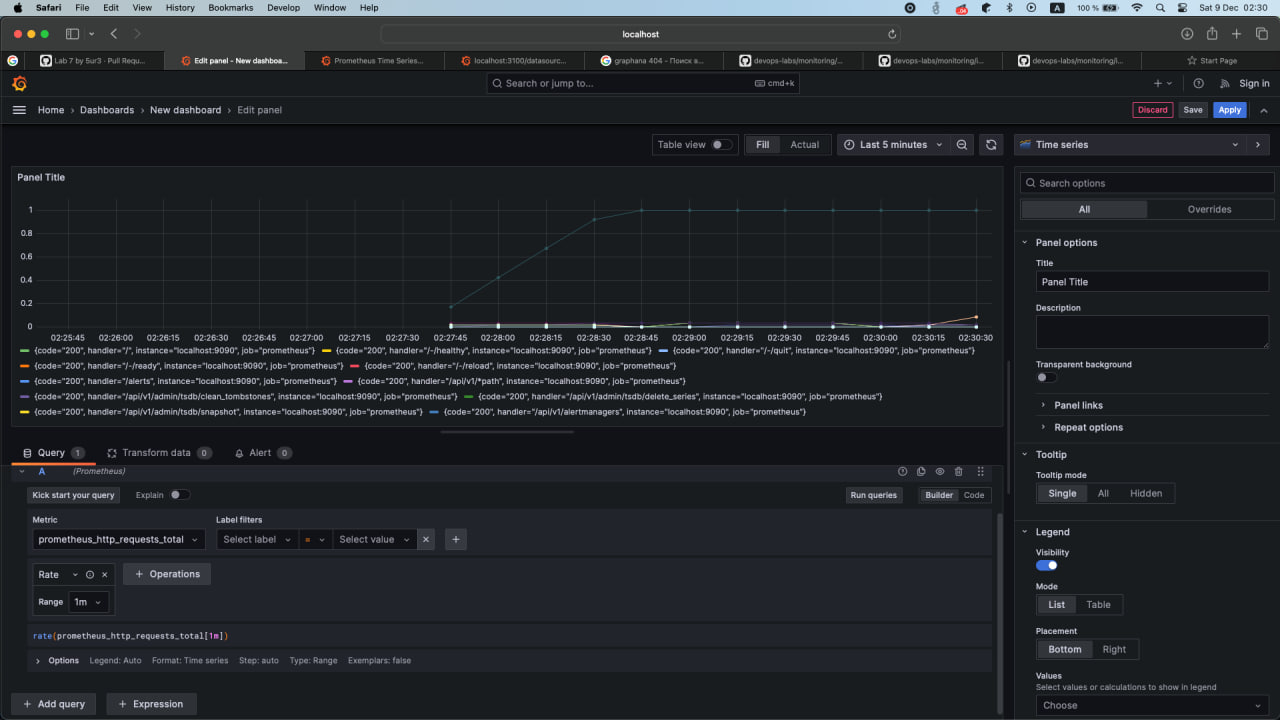 Safari File Edit View History Bookmarks Develop Window Help
A 100 % Sat 9 Dec 02:30
localhost
Lab 7 by 5ur3 · Pull Requ...
Edit panel - New dashboa...
Prometheus Time Series...
localhost:3100/datasourc...
graphana 404 - Поиск в...
devops-labs/monitoring/...
devops-labs/monitoring/i...
devops-labs/monitoring/i...
Start Page
Search or jump to... cmd+k
Sign in
Home › Dashboards › New dashboard › Edit panel
Discard Save Apply
Table view Fill Actual Last 5 minutes
Time series
Panel Title
1
0.8
0.6
0.4
0.2
0
02:25:45 02:26:00 02:26:15 02:26:30 02:26:45 02:27:00 02:27:15 02:27:30 02:27:45 02:28:00 02:28:15 02:28:30 02:28:45 02:29:00 02:29:15 02:29:30 02:29:45 02:30:00 02:30:15 02:30:30
{code="200", handler="/", instance="localhost:9090", job="prometheus"} {code="200", handler="/-/healthy", instance="localhost:9090", job="prometheus"} {code="200", handler="/-/quit", instance="localhost:9090", job="prometheus"}
{code="200", handler="/-/ready", instance="localhost:9090", job="prometheus"} {code="200", handler="/-/reload", instance="localhost:9090", job="prometheus"}
{code="200", handler="/alerts", instance="localhost:9090", job="prometheus"} {code="200", handler="/api/v1/*path", instance="localhost:9090", job="prometheus"}
{code="200", handler="/api/v1/admin/tsdb/clean_tombstones", instance="localhost:9090", job="prometheus"} {code="200", handler="/api/v1/admin/tsdb/delete_series", instance="localhost:9090", job="prometheus"}
{code="200", handler="/api/v1/admin/tsdb/snapshot", instance="localhost:9090", job="prometheus"} {code="200", handler="/api/v1/alertmanagers", instance="localhost:9090", job="prometheus"}
Query 1 Transform data 0 Alert 0
A (Prometheus)
Kick start your query Explain Run queries Builder Code
Metric Label filters
prometheus_http_requests_total Select label = Select value
Rate Operations
Range 1m
rate(prometheus_http_requests_total[1m])
Options Legend: Auto Format: Time series Step: auto Type: Range Exemplars: false
+ Add query + Expression
Search options
All Overrides
Panel options
Title
Panel Title
Description
Transparent background
Panel links
Repeat options
Tooltip
Tooltip mode
Single All Hidden
Legend
Visibility
Mode
List Table
Placement
Bottom Right
Values
Select values or calculations to show in legend
Choose